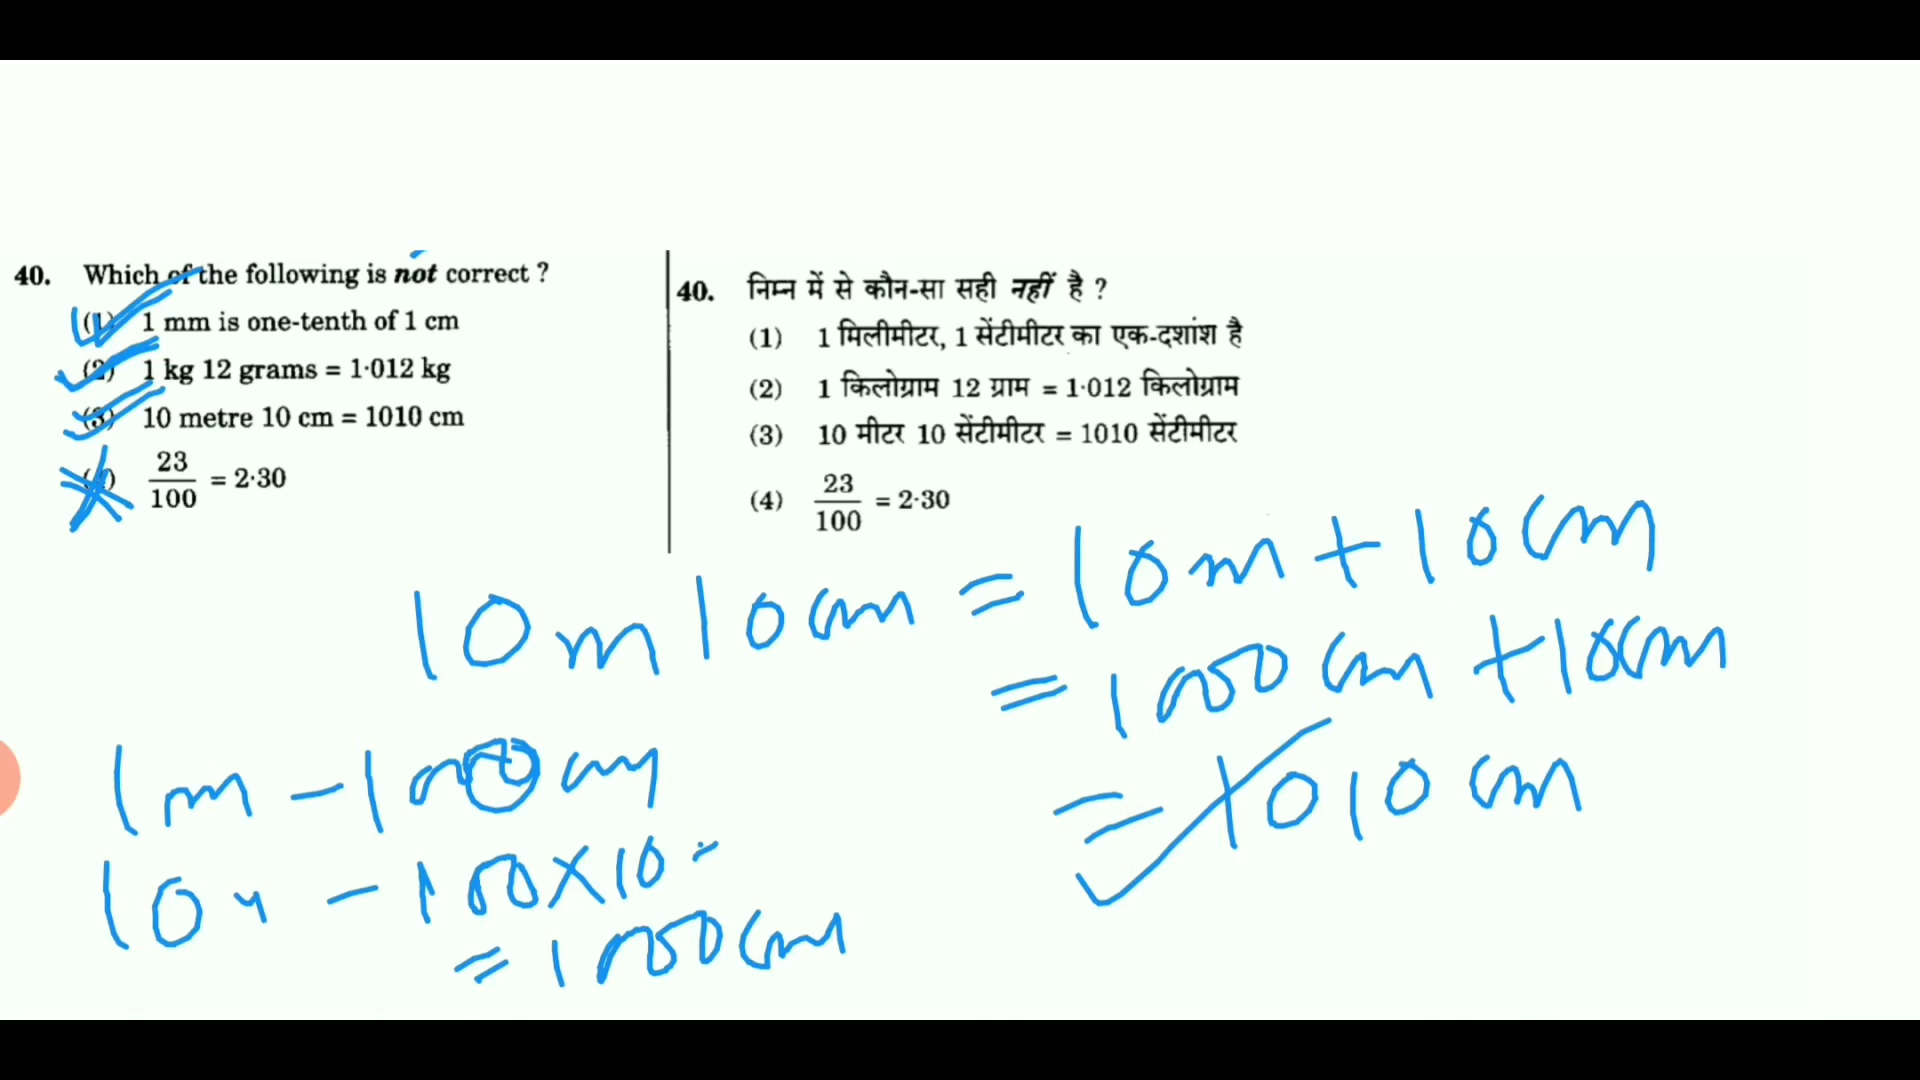 40. Which of the following is not correct ?
(1) 1 mm is one-tenth of 1 cm
(2) 1 kg 12 grams = 1·012 kg
(3) 10 metre 10 cm = 1010 cm
(4) 23/100 = 2·30
40. निम्न में से कौन-सा सही नहीं है ?
(1) 1 मिलीमीटर, 1 सेंटीमीटर का एक-दशांश है
(2) 1 किलोग्राम 12 ग्राम = 1·012 किलोग्राम
(3) 10 मीटर 10 सेंटीमीटर = 1010 सेंटीमीटर
(4) 23/100 = 2·30
10m 10cm = 10m + 10cm
= 1000cm + 10cm
= 1010 cm
1m - 100cm
10m - 100×10
= 1000cm